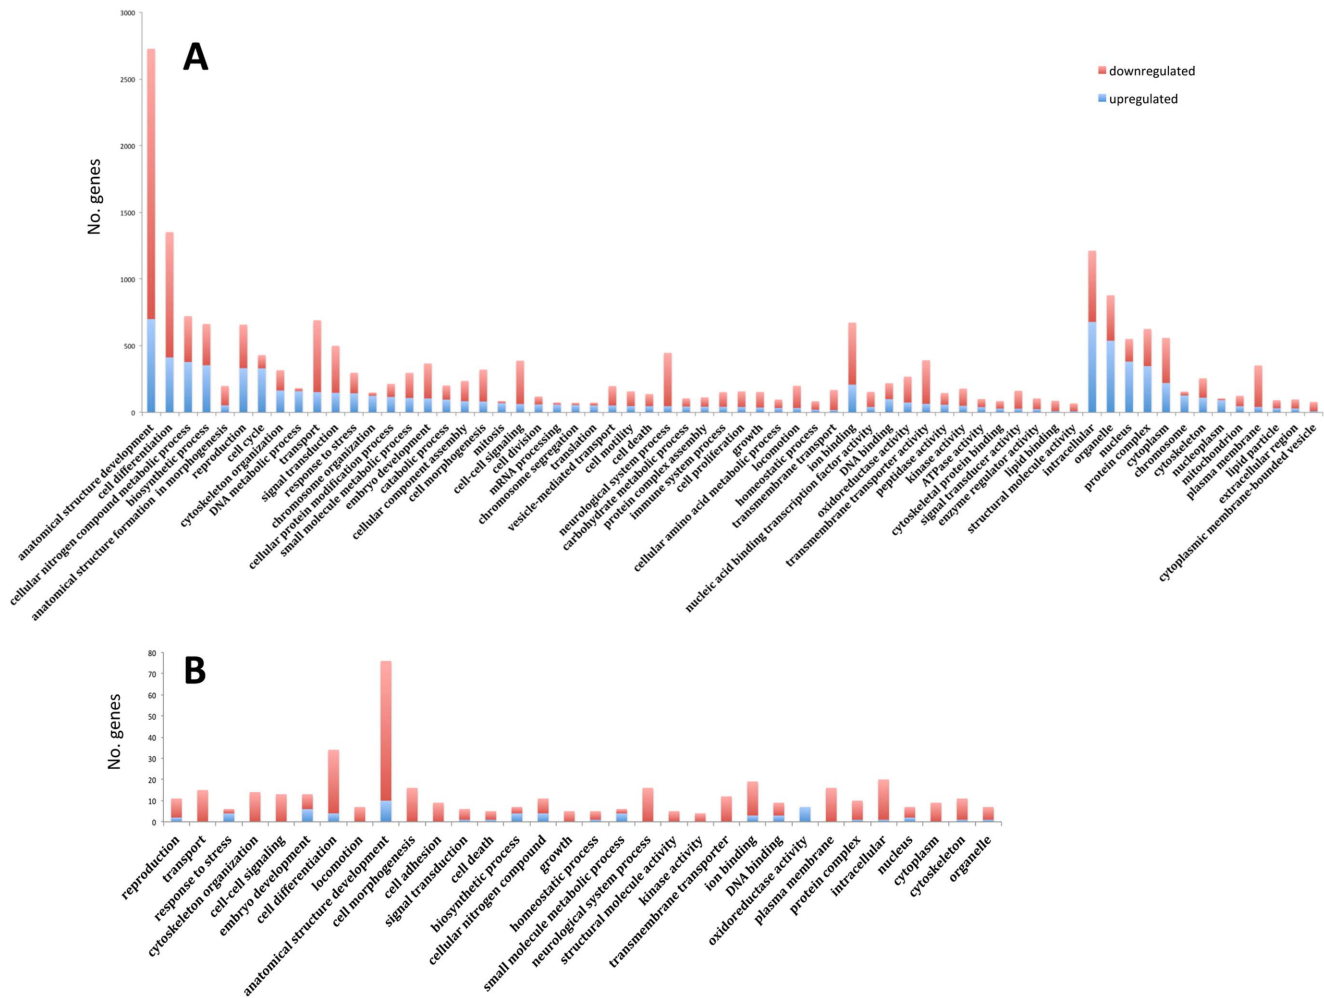 A
No. genes
3000
2500
2000
1500
1000
500
0
downregulated
upregulated
anatomical structure development
cell differentiation
cellular nitrogen compound metabolic process
biosynthetic process
anatomical structure formation in morphogenesis
reproduction
cell cycle
cytoskeleton organization
DNA metabolic process
transport
signal transduction
response to stress
chromosome organization
cellular protein modification process
small molecule metabolic process
embryo development
catabolic process
cellular component assembly
cell morphogenesis
mitosis
cell-cell signaling
cell division
mRNA processing
chromosome segregation
translation
vesicle-mediated transport
cell motility
cell death
neurological system process
carbohydrate metabolic process
protein complex assembly
immune system process
cell proliferation
growth
cellular amino acid metabolic process
locomotion
homeostatic process
transmembrane transport
ion binding
nucleic acid binding transcription factor activity
DNA binding
oxidoreductase activity
transmembrane transporter activity
peptidase activity
kinase activity
ATPase activity
cytoskeletal protein binding
signal transducer activity
enzyme regulator activity
lipid binding
structural molecule activity
intracellular
organelle
nucleus
protein complex
cytoplasm
chromosome
cytoskeleton
nucleoplasm
mitochondrion
plasma membrane
lipid particle
extracellular region
cytoplasmic membrane-bounded vesicle
B
No. genes
80
70
60
50
40
30
20
10
0
reproduction
transport
response to stress
cytoskeleton organization
cell-cell signaling
embryo development
cell differentiation
locomotion
anatomical structure development
cell morphogenesis
cell adhesion
signal transduction
cell death
biosynthetic process
cellular nitrogen compound
growth
homeostatic process
small molecule metabolic process
neurological system process
structural molecule activity
kinase activity
transmembrane transporter
ion binding
DNA binding
oxidoreductase activity
plasma membrane
protein complex
intracellular
nucleus
cytoplasm
cytoskeleton
organelle